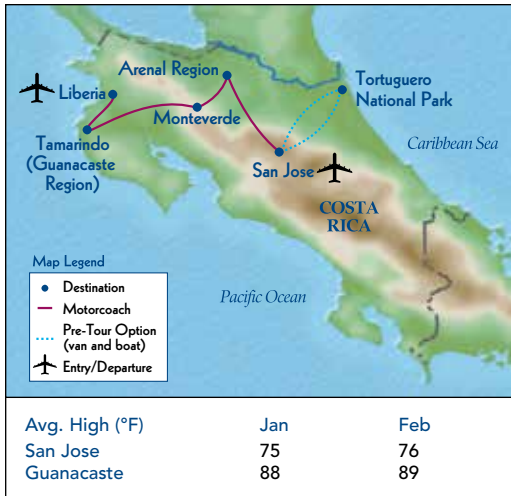 Arenal Region
Liberia
Tortuguero
National Park
Monteverde
Tamarindo
(Guanacaste
Region)
Caribbean Sea
San Jose
COSTA
RICA
Map Legend
Destination
Motorcoach
Pre-Tour Option
(van and boat)
Entry/Departure
Pacific Ocean
Avg. High (°F) Jan Feb
San Jose 75 76
Guanacaste 88 89